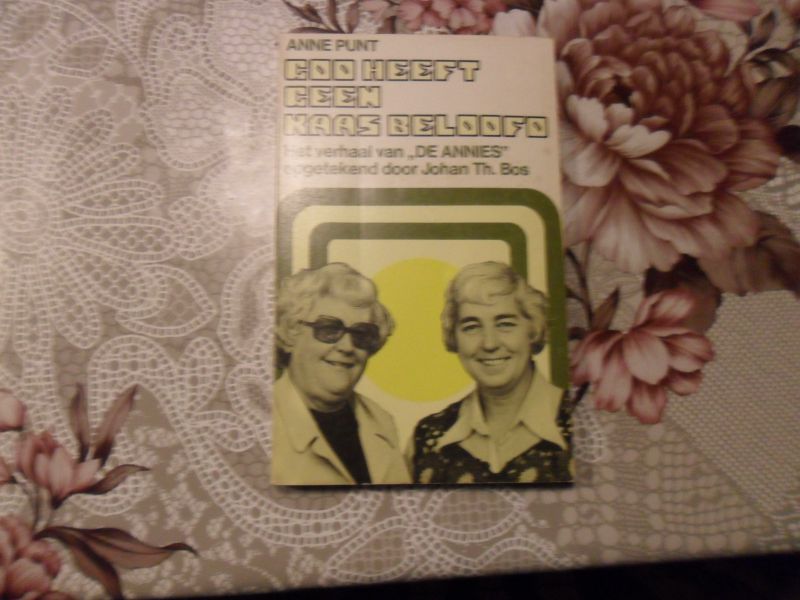 ANNE PUNT
GOD HEEFT
GEEN
KAAS BELOOFD
Het verhaal van „DE ANNIES”
opgetekend door Johan Th. Bos